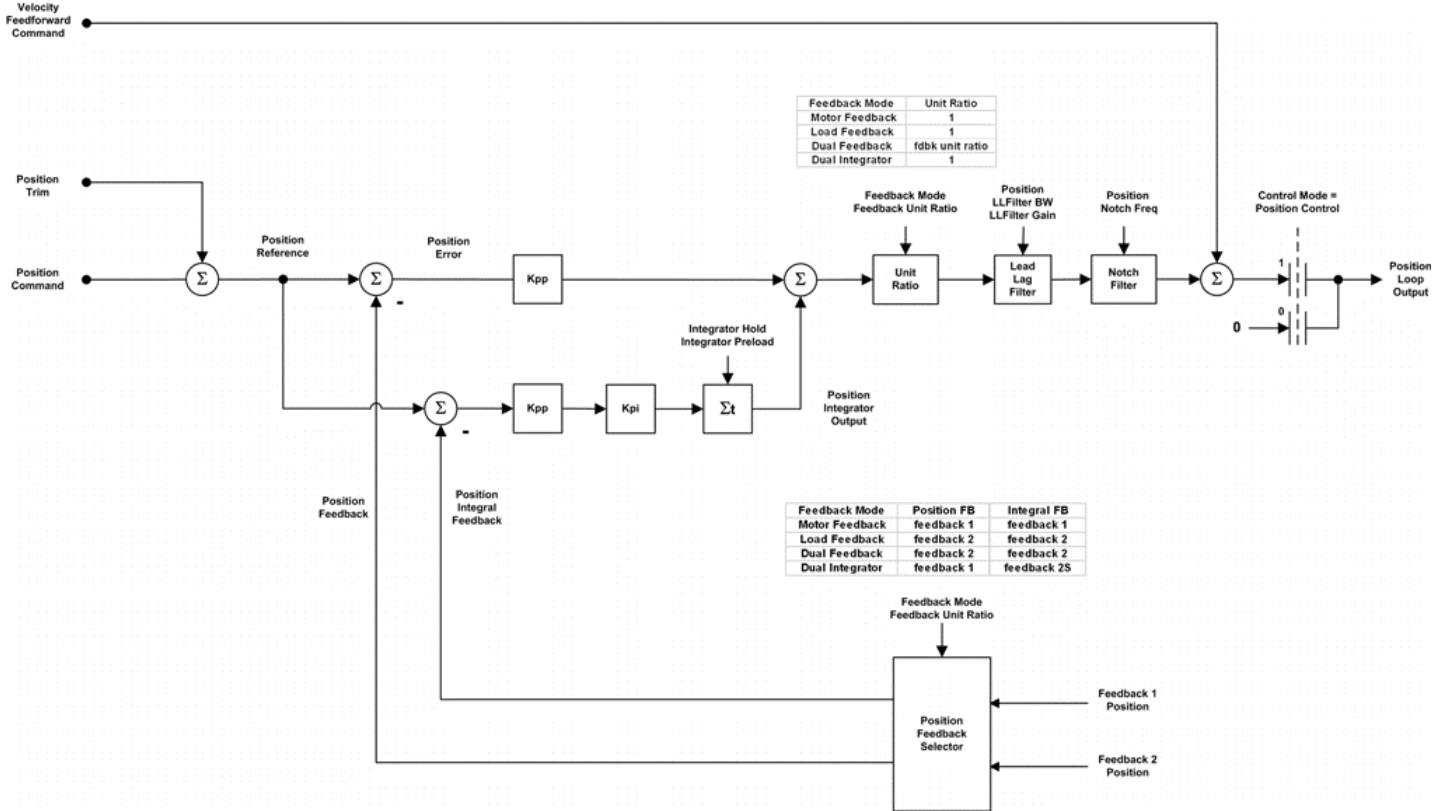 Velocity
Feedforward
Command
Feedback Mode Unit Ratio
Motor Feedback 1
Load Feedback 1
Dual Feedback fdbk unit ratio
Dual Integrator 1
Position
Trim
Feedback Mode
Feedback Unit Ratio
Position
LLFilter BW
LLFilter Gain
Position
Notch Freq
Control Mode =
Position Control
Position
Reference
Position
Error
Position
Command
Σ
Σ
-
Kpp
Σ
Unit
Ratio
Lead
Lag
Filter
Notch
Filter
Σ
1
0
0
Position
Loop
Output
Integrator Hold
Integrator Preload
Σ
-
Kpp
Kpi
Σt
Position
Integrator
Output
Position
Feedback
Position
Integral
Feedback
Feedback Mode Position FB Integral FB
Motor Feedback feedback 1 feedback 1
Load Feedback feedback 2 feedback 2
Dual Feedback feedback 2 feedback 2
Dual Integrator feedback 1 feedback 2S
Feedback Mode
Feedback Unit Ratio
Position
Feedback
Selector
Feedback 1
Position
Feedback 2
Position